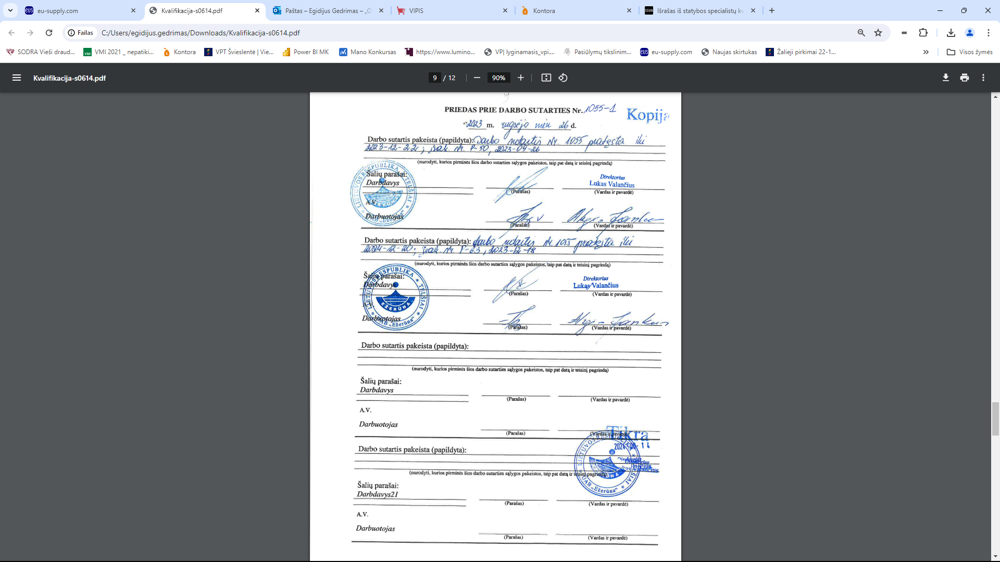 eu-supply.com
Kvalifikacija-s0614.pdf
Paštas – Egidijus Gedrimas – „O
VIPIS
Kontora
Išrašas iš statybos specialistų kv
Failas
C:/Users/egidijus.gedrimas/Downloads/Kvalifikacija-s0614.pdf
SODRA Vieši draud...
VMI 2021 _ nepatiki...
Kontora
VPT Švieslentė | Vie...
Power BI MK
Mano Konkursas
https://www.lumino...
VPĮ lyginamasis_vpi....
Pasiūlymų tikslinim...
eu-supply.com
Naujas skirtukas
Žalieji pirkimai 22-1...
Visos žymės
Kvalifikacija-s0614.pdf
9 / 12
90%
PRIEDAS PRIE DARBO SUTARTIES Nr. 1055-1
Kopija
2023 m. rugsėjo mėn 26 d.
Darbo sutartis pakeista (papildyta): Darbo sutartis Nr. 1055 pratęsta iki
2023-12-22; įsak. Nr. P-50, 2023-09-26
(nurodyti, kurios pirminės šios darbo sutarties sąlygos pakeistos, taip pat datą ir teisinį pagrindą)
Šalių parašai:
Darbdavys
Direktorius
Lukas Valančius
(Parašas)
(Vardas ir pavardė)
A.V.
Darbuotojas
(Parašas)
(Vardas ir pavardė)
LIETUVOS RESPUBLIKA * TELŠIAI * UAB „Ežerūna“ *
Darbo sutartis pakeista (papildyta): darbo sutartis Nr. 1055 pratęsta iki
2024-12-20; įsak. Nr. P-63, 2023-12-18
(nurodyti, kurios pirminės šios darbo sutarties sąlygos pakeistos, taip pat datą ir teisinį pagrindą)
Šalių parašai:
Darbdavys
Direktorius
Lukas Valančius
(Parašas)
(Vardas ir pavardė)
A.V.
Darbuotojas
(Parašas)
(Vardas ir pavardė)
LIETUVOS RESPUBLIKA * TELŠIAI * UAB „Ežerūna“ *
EŽERŪNA
Darbo sutartis pakeista (papildyta):
(nurodyti, kurios pirminės šios darbo sutarties sąlygos pakeistos, taip pat datą ir teisinį pagrindą)
Šalių parašai:
Darbdavys
(Parašas)
(Vardas ir pavardė)
A.V.
Darbuotojas
(Parašas)
(Vardas ir pavardė)
Tikra
Darbo sutartis pakeista (papildyta):
(nurodyti, kurios pirminės šios darbo sutarties sąlygos pakeistos, taip pat datą ir teisinį pagrindą)
LIETUVOS RESPUBLIKA * TELŠIAI * UAB „Ežerūna“ *
Direktorius
Šalių parašai:
Darbdavys21
(Parašas)
(Vardas ir pavardė)
A.V.
Darbuotojas
(Parašas)
(Vardas ir pavardė)